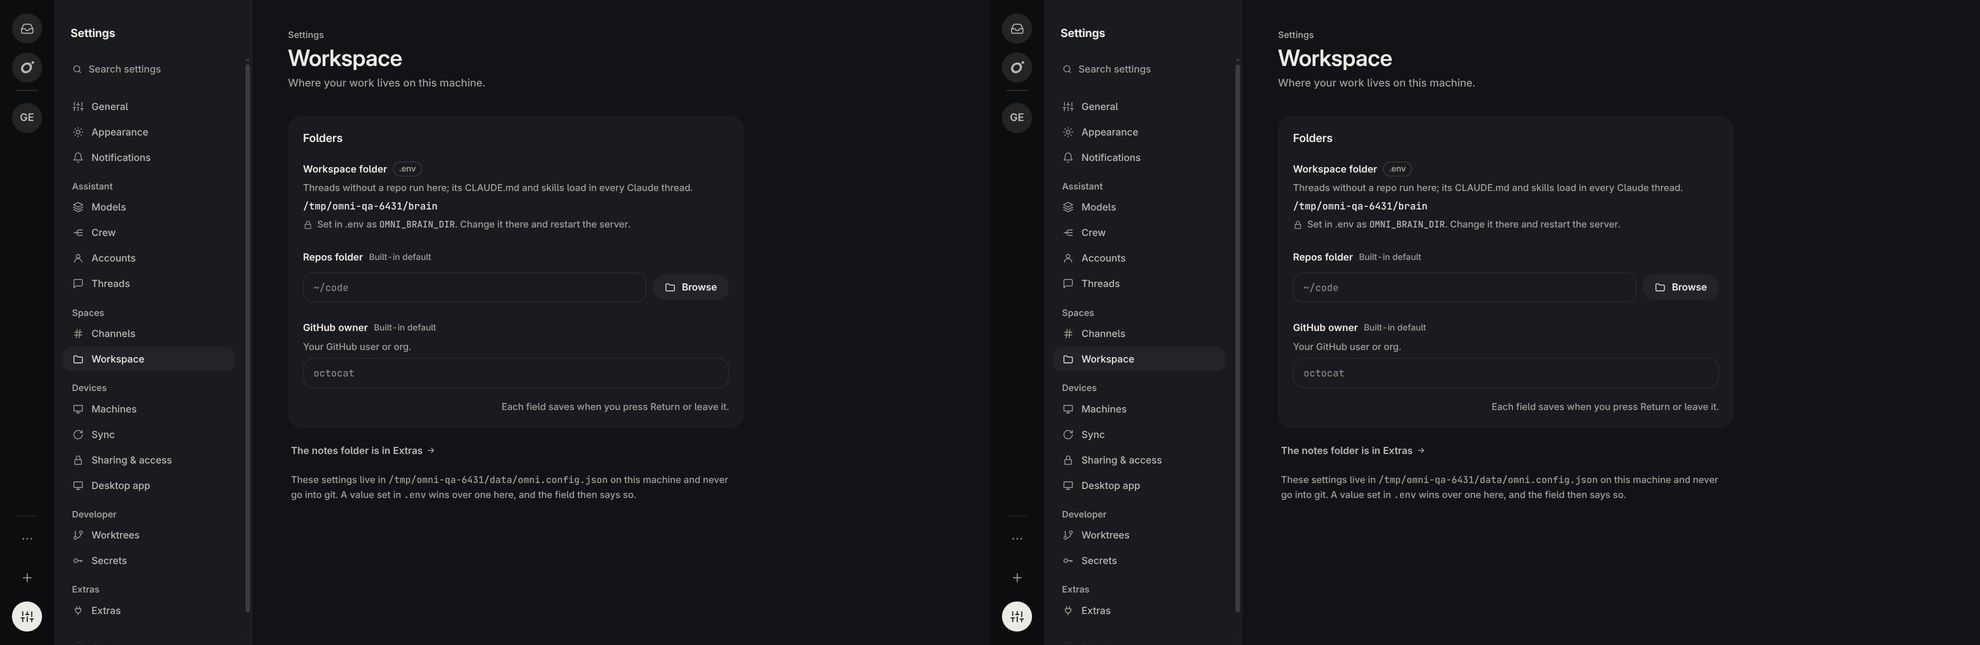 Settings
Search settings
GE
General
Appearance
Notifications
Assistant
Models
Crew
Accounts
Threads
Spaces
Channels
Workspace
Devices
Machines
Sync
Sharing & access
Desktop app
Developer
Worktrees
Secrets
Extras
Extras
Settings
Workspace
Where your work lives on this machine.
Folders
Workspace folder .env
Threads without a repo run here; its CLAUDE.md and skills load in every Claude thread.
/tmp/omni-qa-6431/brain
Set in .env as OMNI_BRAIN_DIR. Change it there and restart the server.
Repos folder Built-in default
~/code Browse
GitHub owner Built-in default
Your GitHub user or org.
octocat
Each field saves when you press Return or leave it.
The notes folder is in Extras →
These settings live in /tmp/omni-qa-6431/data/omni.config.json on this machine and never
go into git. A value set in .env wins over one here, and the field then says so.
Settings
Search settings
GE
General
Appearance
Notifications
Assistant
Models
Crew
Accounts
Threads
Spaces
Channels
Workspace
Devices
Machines
Sync
Sharing & access
Desktop app
Developer
Worktrees
Secrets
Extras
Extras
Settings
Workspace
Where your work lives on this machine.
Folders
Workspace folder .env
Threads without a repo run here; its CLAUDE.md and skills load in every Claude thread.
/tmp/omni-qa-6431/brain
Set in .env as OMNI_BRAIN_DIR. Change it there and restart the server.
Repos folder Built-in default
~/code Browse
GitHub owner Built-in default
Your GitHub user or org.
octocat
Each field saves when you press Return or leave it.
The notes folder is in Extras →
These settings live in /tmp/omni-qa-6431/data/omni.config.json on this machine and never
go into git. A value set in .env wins over one here, and the field then says so.